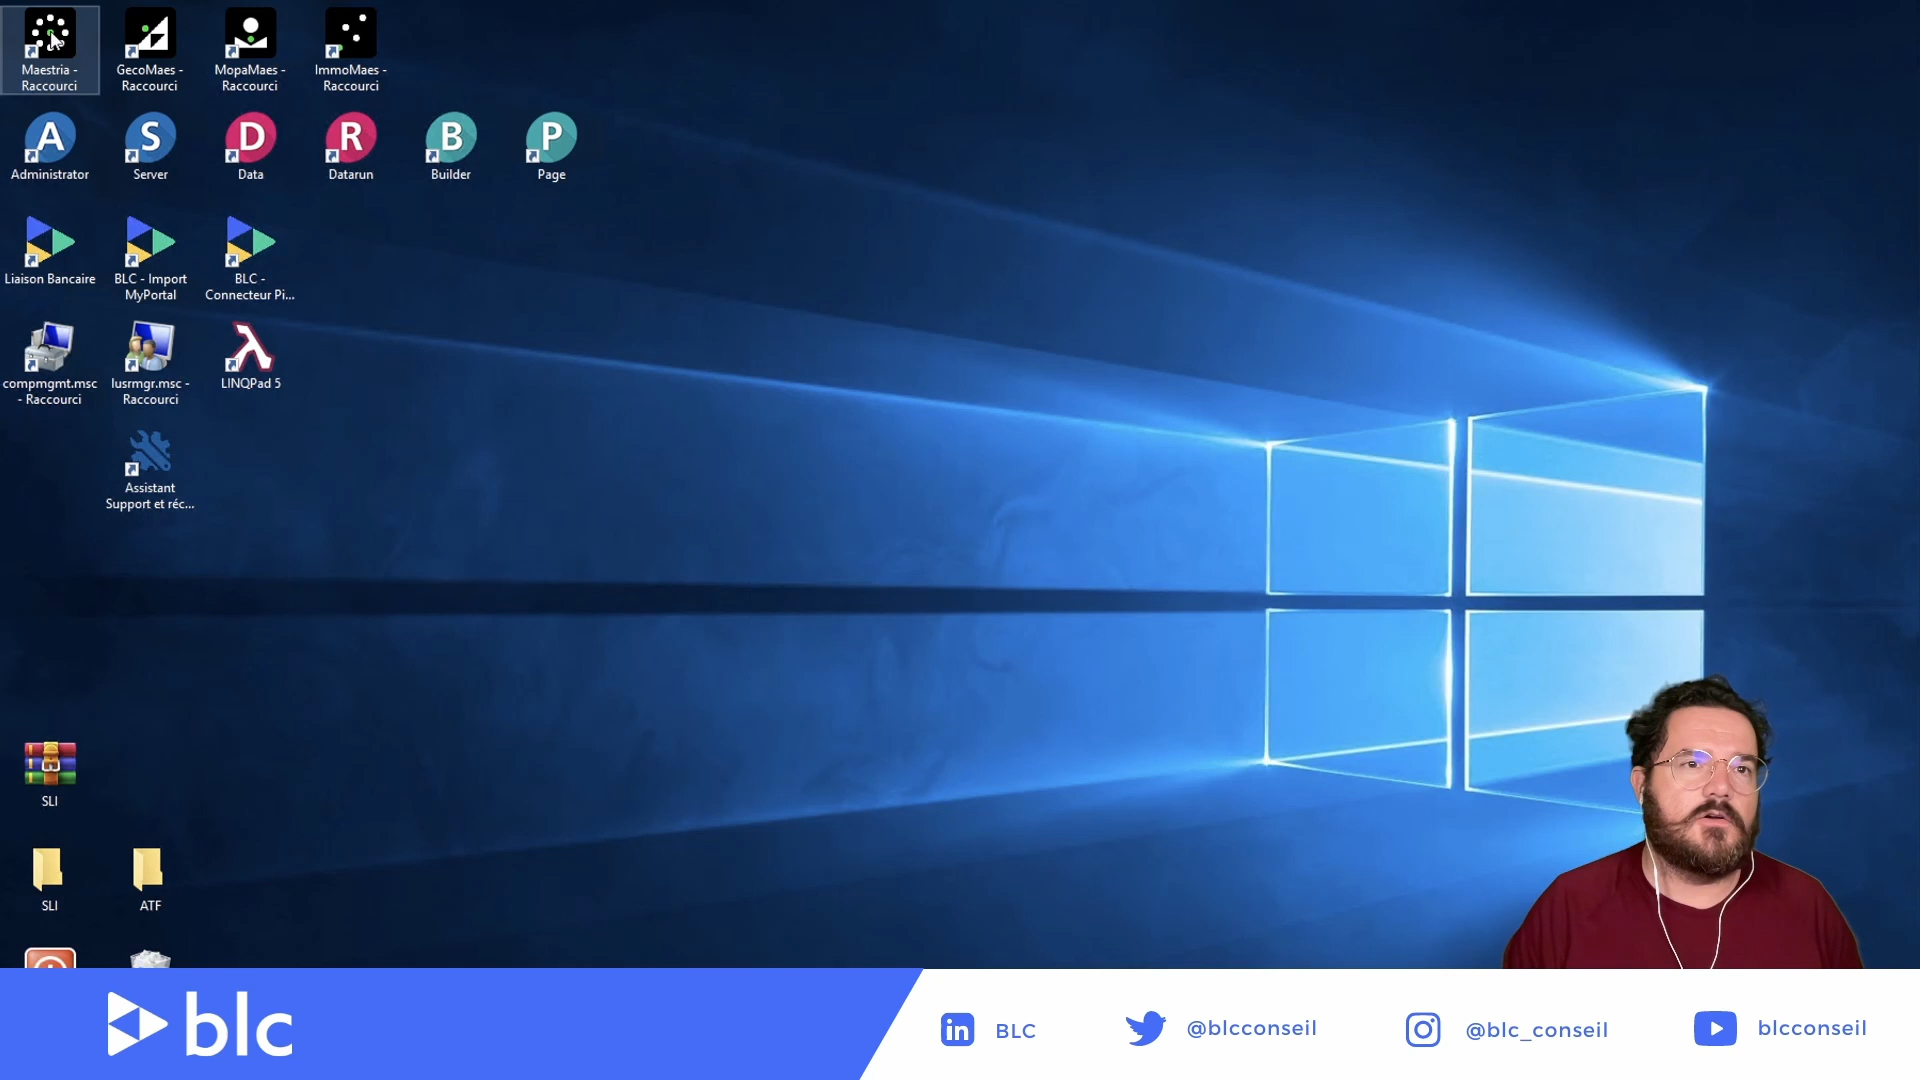 Maestria -
Raccourci
GecoMaes -
Raccourci
MopaMaes -
Raccourci
ImmoMaes -
Raccourci
A
S
D
R
B
P
Administrator
Server
Data
Datarun
Builder
Page
Liaison Bancaire
BLC - Import
MyPortal
BLC -
Connecteur Pi...
compmgmt.msc
- Raccourci
lusrmgr.msc -
Raccourci
LINQPad 5
Assistant
Support et réc...
SLI
SLI
ATF
blc
in
BLC
@blcconseil
@blc_conseil
blcconseil